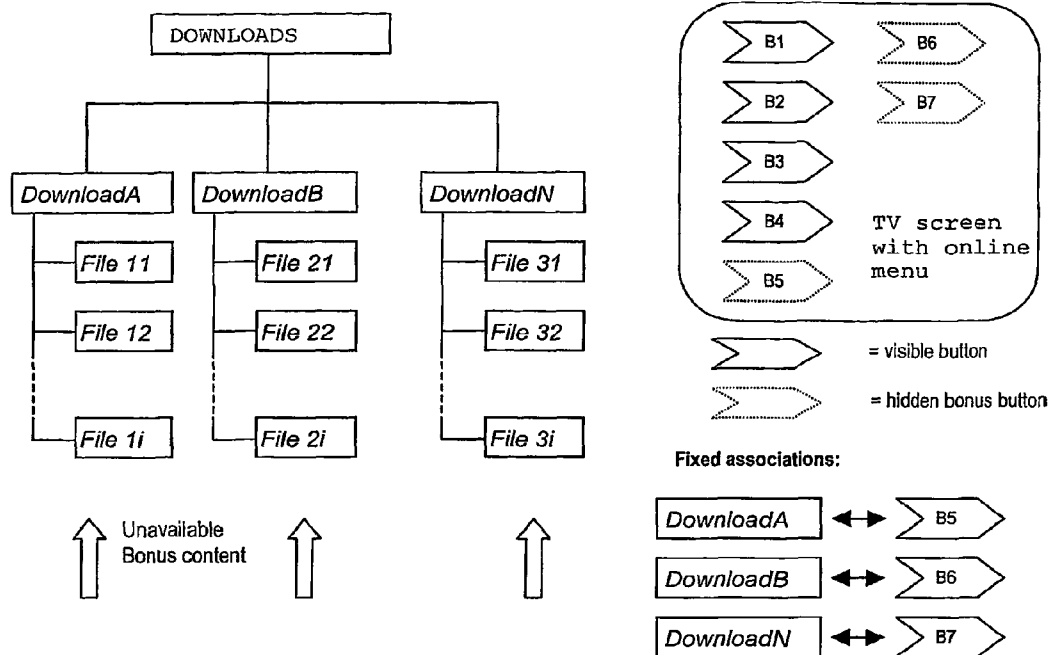 DOWNLOADS
DownloadA
DownloadB
DownloadN
File 11
File 21
File 31
File 12
File 22
File 32
File 1i
File 2i
File 3i
Unavailable
Bonus content
B1
B6
B2
B7
B3
B4
B5
TV screen
with online
menu
= visible button
= hidden bonus button
Fixed associations:
DownloadA
B5
DownloadB
B6
DownloadN
B7